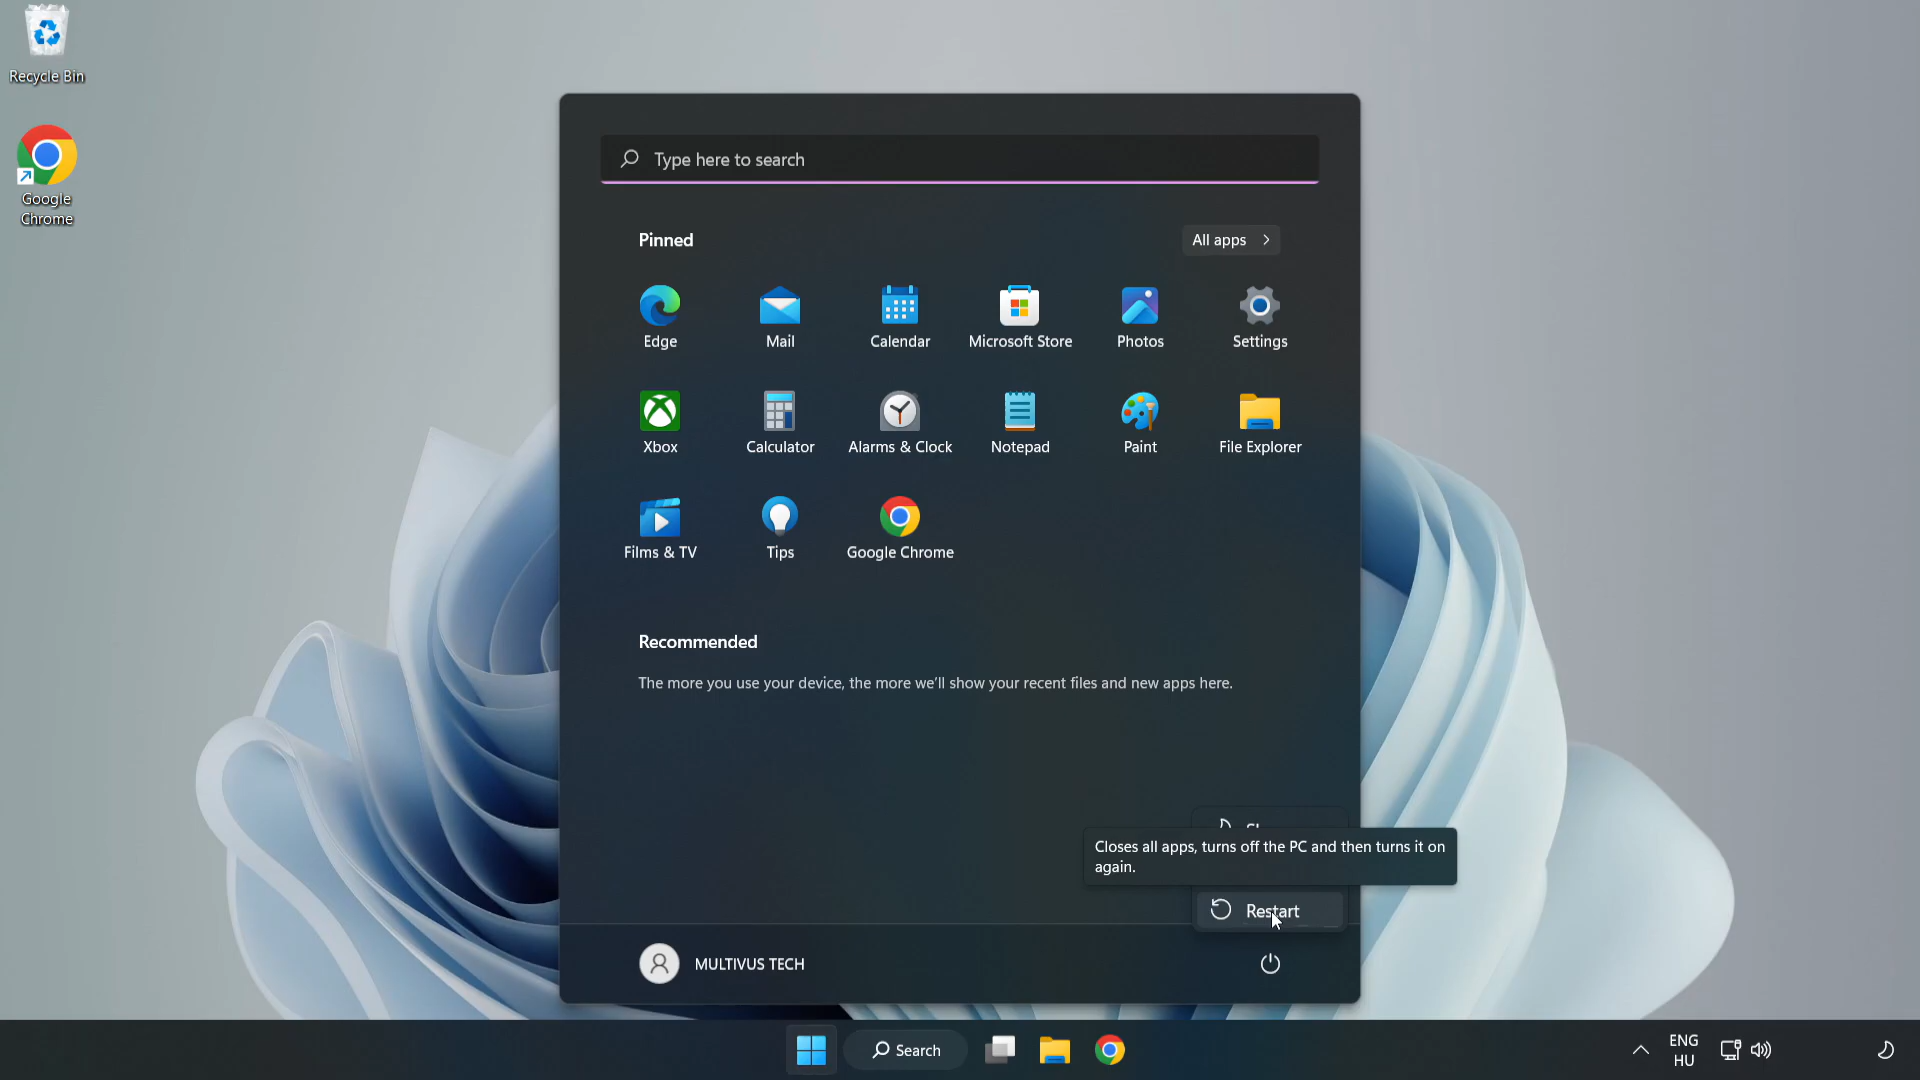 Recycle Bin
Google
Chrome
Type here to search
Pinned
All apps
Edge
Mail
Calendar
Microsoft Store
Photos
Settings
Xbox
Calculator
Alarms & Clock
Notepad
Paint
File Explorer
Films & TV
Tips
Google Chrome
Recommended
The more you use your device, the more we'll show your recent files and new apps here.
Closes all apps, turns off the PC and then turns it on
again.
Restart
MULTIVUS TECH
Search
ENG
HU